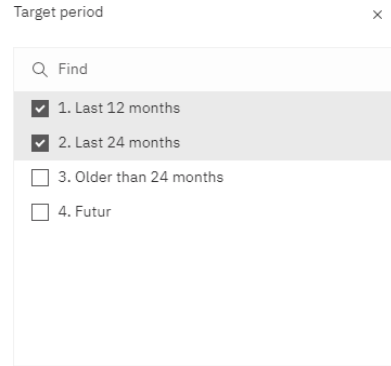 Target period
Find
1. Last 12 months
2. Last 24 months
3. Older than 24 months
4. Futur